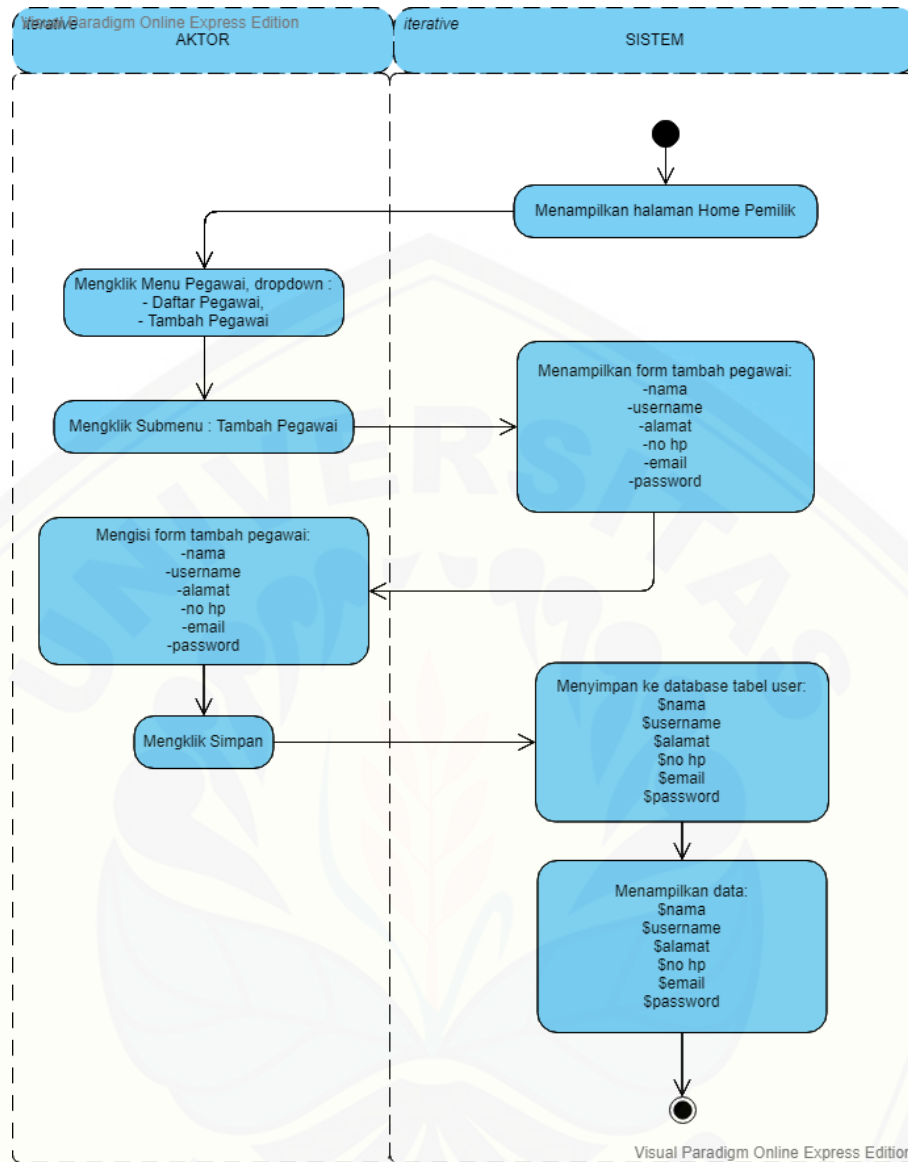 Visual Paradigm Online Express Edition
iterative
AKTOR
iterative
SISTEM
Menampilkan halaman Home Pemilik
Mengklik Menu Pegawai, dropdown :
- Daftar Pegawai,
- Tambah Pegawai
Mengklik Submenu : Tambah Pegawai
Menampilkan form tambah pegawai:
-nama
-username
-alamat
-no hp
-email
-password
Mengisi form tambah pegawai:
-nama
-username
-alamat
-no hp
-email
-password
Mengklik Simpan
Menyimpan ke database tabel user:
$nama
$username
$alamat
$no hp
$email
$password
Menampilkan data:
$nama
$username
$alamat
$no hp
$email
$password
UNIVERSITAS
Visual Paradigm Online Express Edition